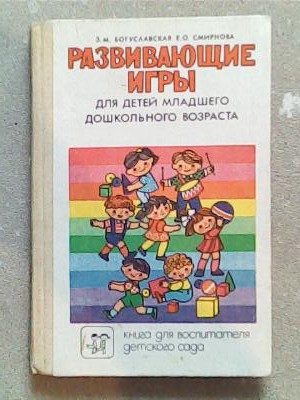 З. М. БОГУСЛАВСКАЯ Е. О. СМИРНОВА
РАЗВИВАЮЩИЕ
ИГРЫ
ДЛЯ ДЕТЕЙ МЛАДШЕГО
ДОШКОЛЬНОГО ВОЗРАСТА
книга для воспитателя
детского сада